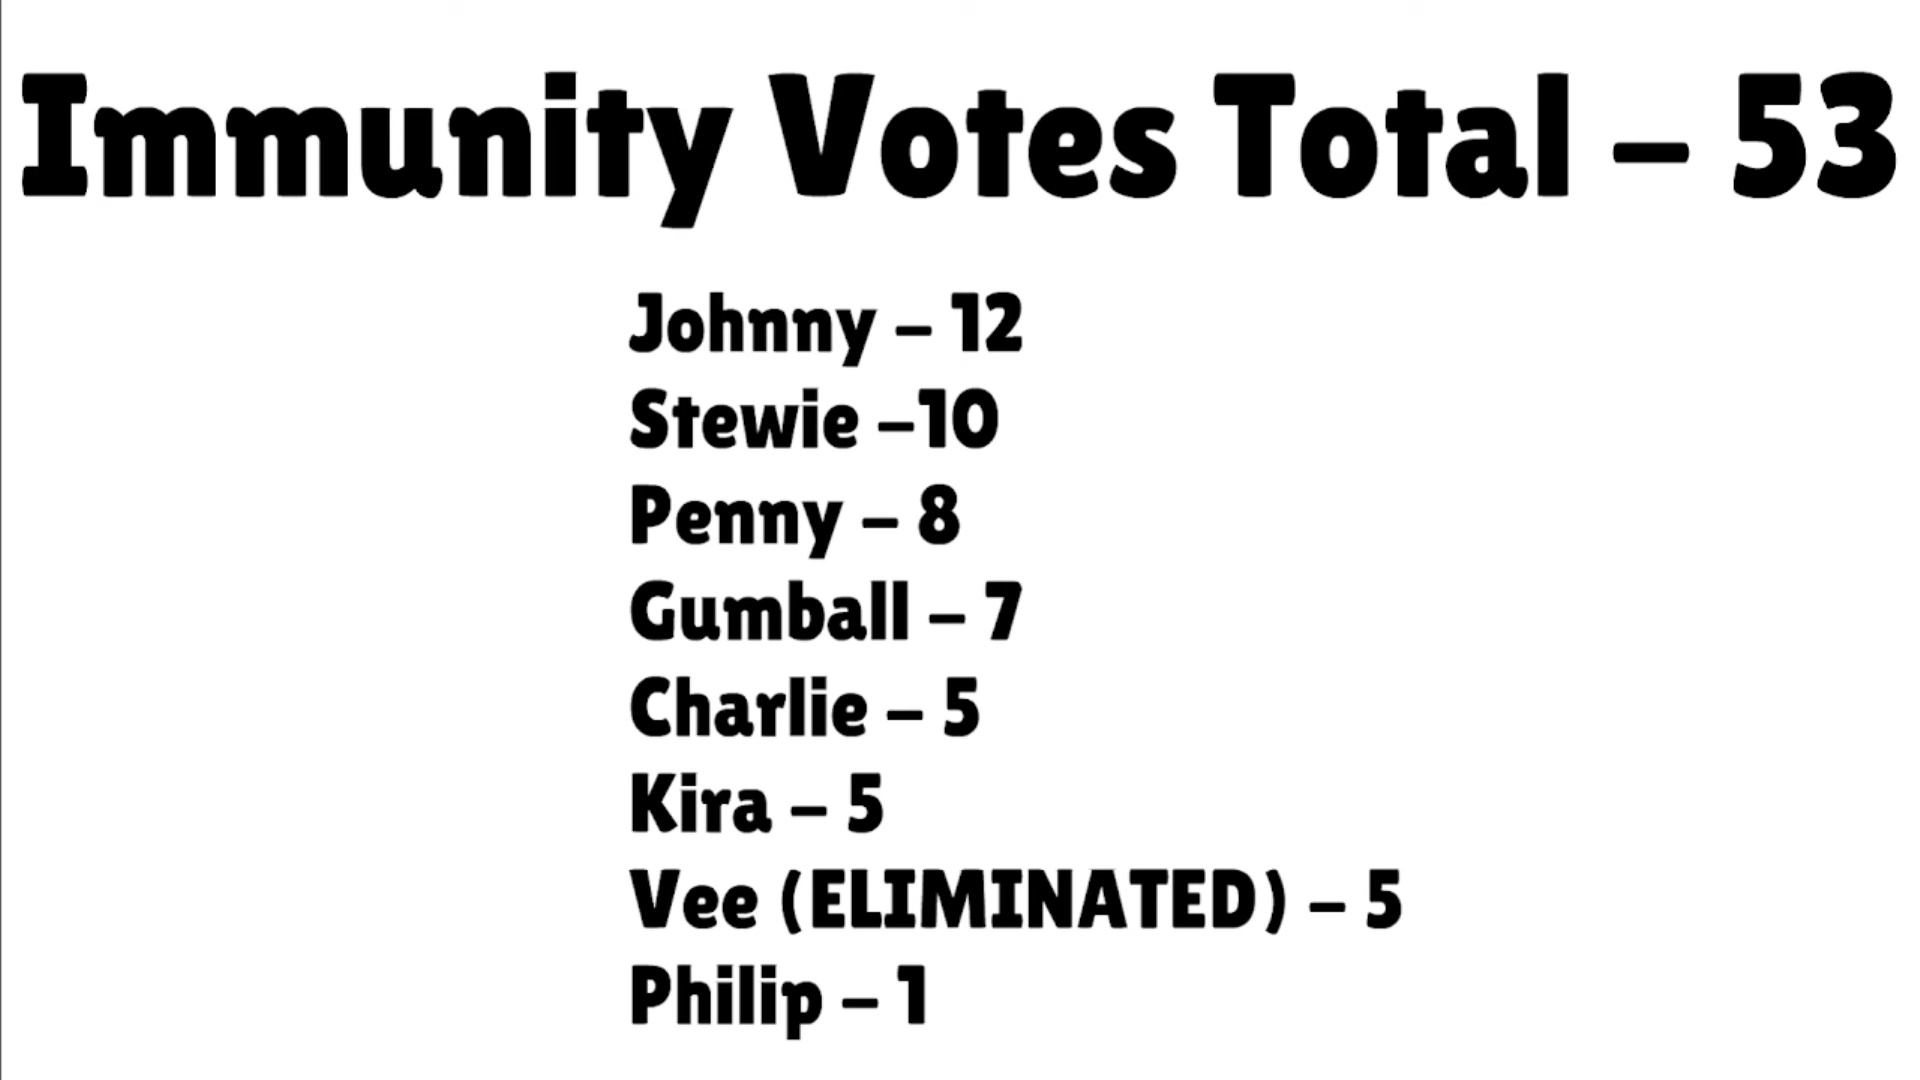 Immunity Votes Total – 53
Johnny – 12
Stewie –10
Penny – 8
Gumball – 7
Charlie – 5
Kira – 5
Vee (ELIMINATED) – 5
Philip – 1